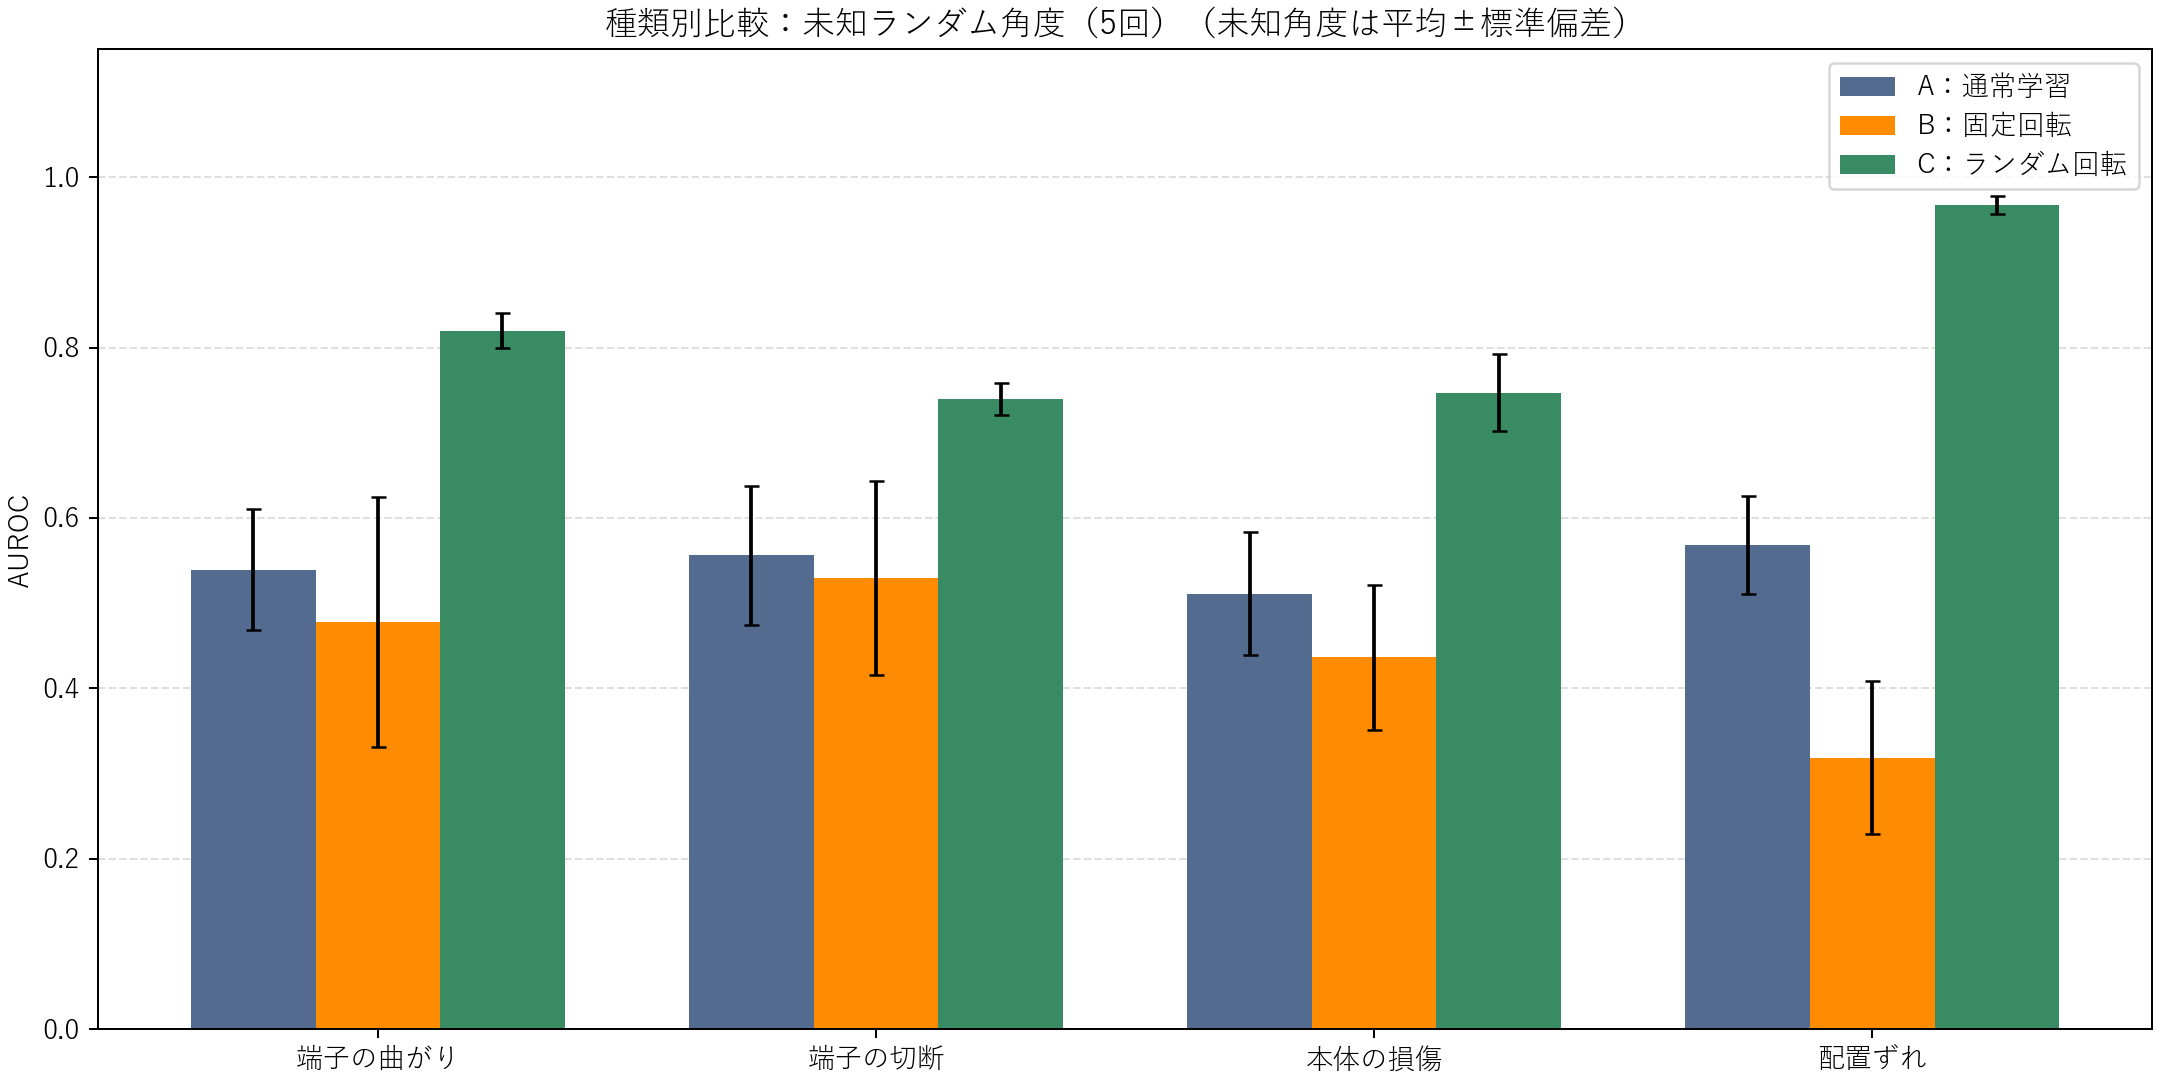 種類別比較：未知ランダム角度（5回）（未知角度は平均±標準偏差）
A：通常学習
B：固定回転
C：ランダム回転
AUROC
1.0
0.8
0.6
0.4
0.2
0.0
端子の曲がり
端子の切断
本体の損傷
配置ずれ